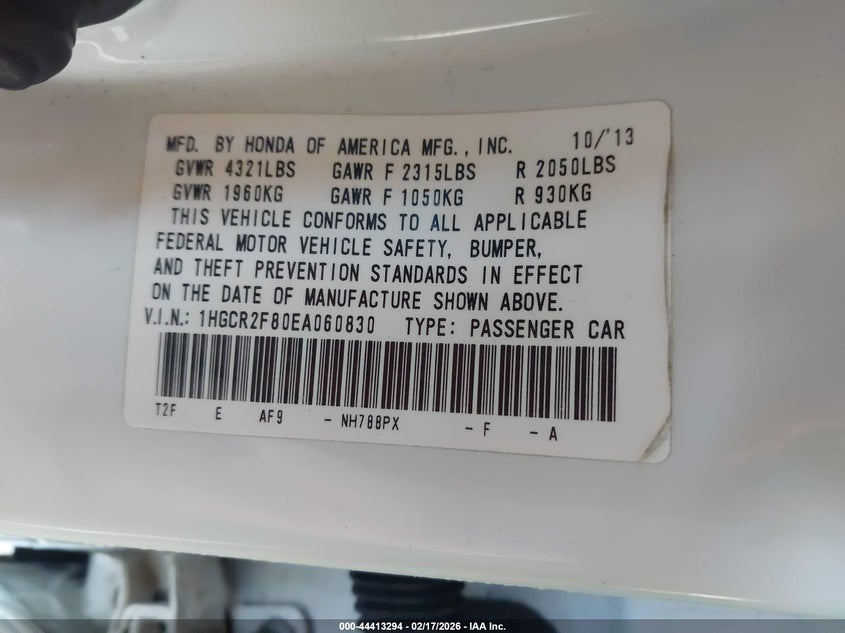 MFD. BY HONDA OF AMERICA MFG., INC. 10/'13
GVWR 4321LBS GAWR F 2315LBS R 2050LBS
GVWR 1960KG GAWR F 1050KG R 930KG
THIS VEHICLE CONFORMS TO ALL APPLICABLE
FEDERAL MOTOR VEHICLE SAFETY, BUMPER,
AND THEFT PREVENTION STANDARDS IN EFFECT
ON THE DATE OF MANUFACTURE SHOWN ABOVE.
V.I.N.: 1HGCR2F80EA060830 TYPE: PASSENGER CAR
T2F E AF9 - NH788PX - F - A
000-44413294 - 02/17/2026 - IAA Inc.